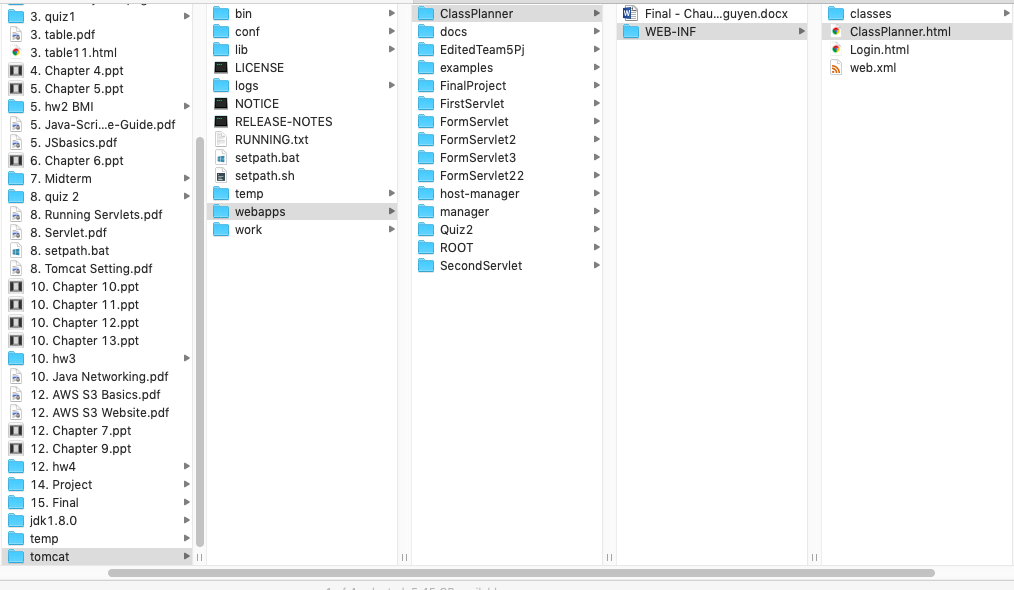 3. quiz1
3. table.pdf
3. table11.html
4. Chapter 4.ppt
5. Chapter 5.ppt
5. hw2 BMI
5. Java-Scri...e-Guide.pdf
5. JSbasics.pdf
6. Chapter 6.ppt
7. Midterm
8. quiz 2
8. Running Servlets.pdf
8. Servlet.pdf
8. setpath.bat
8. Tomcat Setting.pdf
10. Chapter 10.ppt
10. Chapter 11.ppt
10. Chapter 12.ppt
10. Chapter 13.ppt
10. hw3
10. Java Networking.pdf
12. AWS S3 Basics.pdf
12. AWS S3 Website.pdf
12. Chapter 7.ppt
12. Chapter 9.ppt
12. hw4
14. Project
15. Final
jdk1.8.0
temp
tomcat
bin
conf
lib
LICENSE
logs
NOTICE
RELEASE-NOTES
RUNNING.txt
setpath.bat
setpath.sh
temp
webapps
work
ClassPlanner
docs
EditedTeam5Pj
examples
FinalProject
FirstServlet
FormServlet
FormServlet2
FormServlet3
FormServlet22
host-manager
manager
Quiz2
ROOT
SecondServlet
Final - Chau...guyen.docx
WEB-INF
classes
ClassPlanner.html
Login.html
web.xml